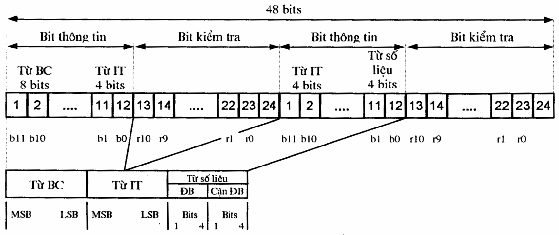 48 bits
Bit thông tin Bit kiểm tra Bit thông tin Bit kiểm tra
Từ BC 8 bits Từ IT 4 bits Từ IT 4 bits Từ số liệu 4 bits
1 2 .... 11 12 13 14 .... 22 23 24 1 2 .... 11 12 13 14 .... 22 23 24
b11 b10 b1 b0 r10 r9 r1 r0 b11 b10 b1 b0 r10 r9 r1 r0
Từ BC Từ IT Từ số liệu
ĐB Cận ĐB
MSB LSB MSB LSB Bits Bits
1 4 1 4